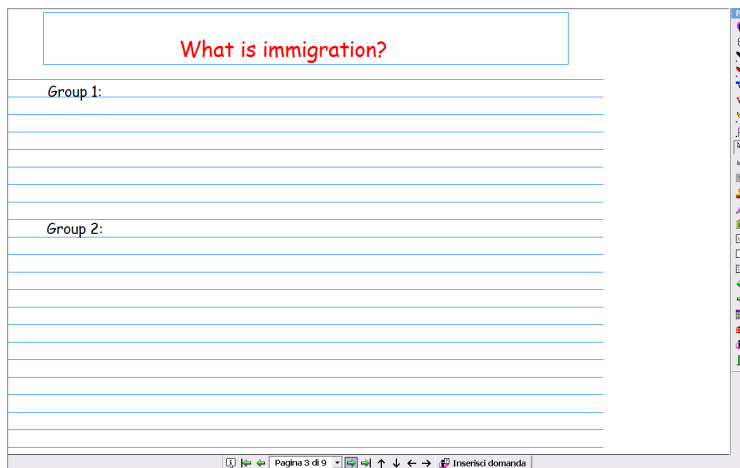 What is immigration?
Group 1:
Group 2:
Pagina 3 di 9
Inserisci domanda